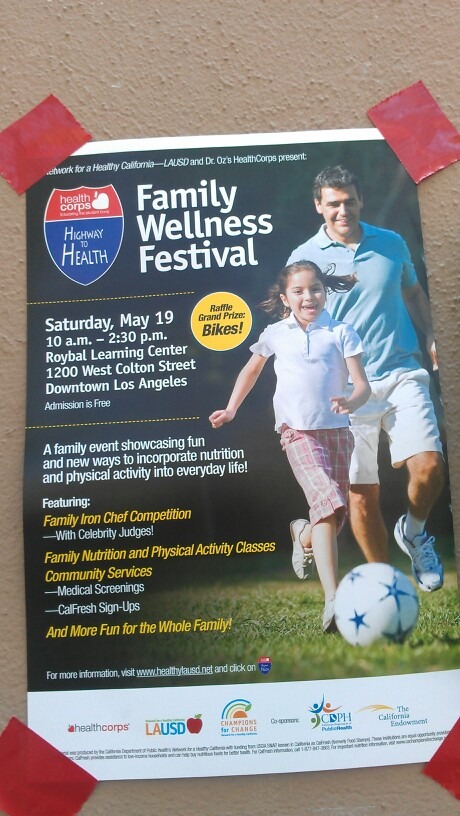 Network for a Healthy California—LAUSD and Dr. Oz's HealthCorps present:
health
corps
HIGHWAY
TO
HEALTH
Family
Wellness
Festival
Raffle
Grand Prize:
Bikes!
Saturday, May 19
10 a.m. – 2:30 p.m.
Roybal Learning Center
1200 West Colton Street
Downtown Los Angeles
Admission is Free
A family event showcasing fun
and new ways to incorporate nutrition
and physical activity into everyday life!
Featuring:
Family Iron Chef Competition
—With Celebrity Judges!
Family Nutrition and Physical Activity Classes
Community Services
—Medical Screenings
—CalFresh Sign-Ups
And More Fun for the Whole Family!
For more information, visit www.healthylausd.net and click on
healthcorps
LAUSD
CHAMPIONS
for CHANGE
Co-sponsors:
CDPH
PublicHealth
The
California
Endowment